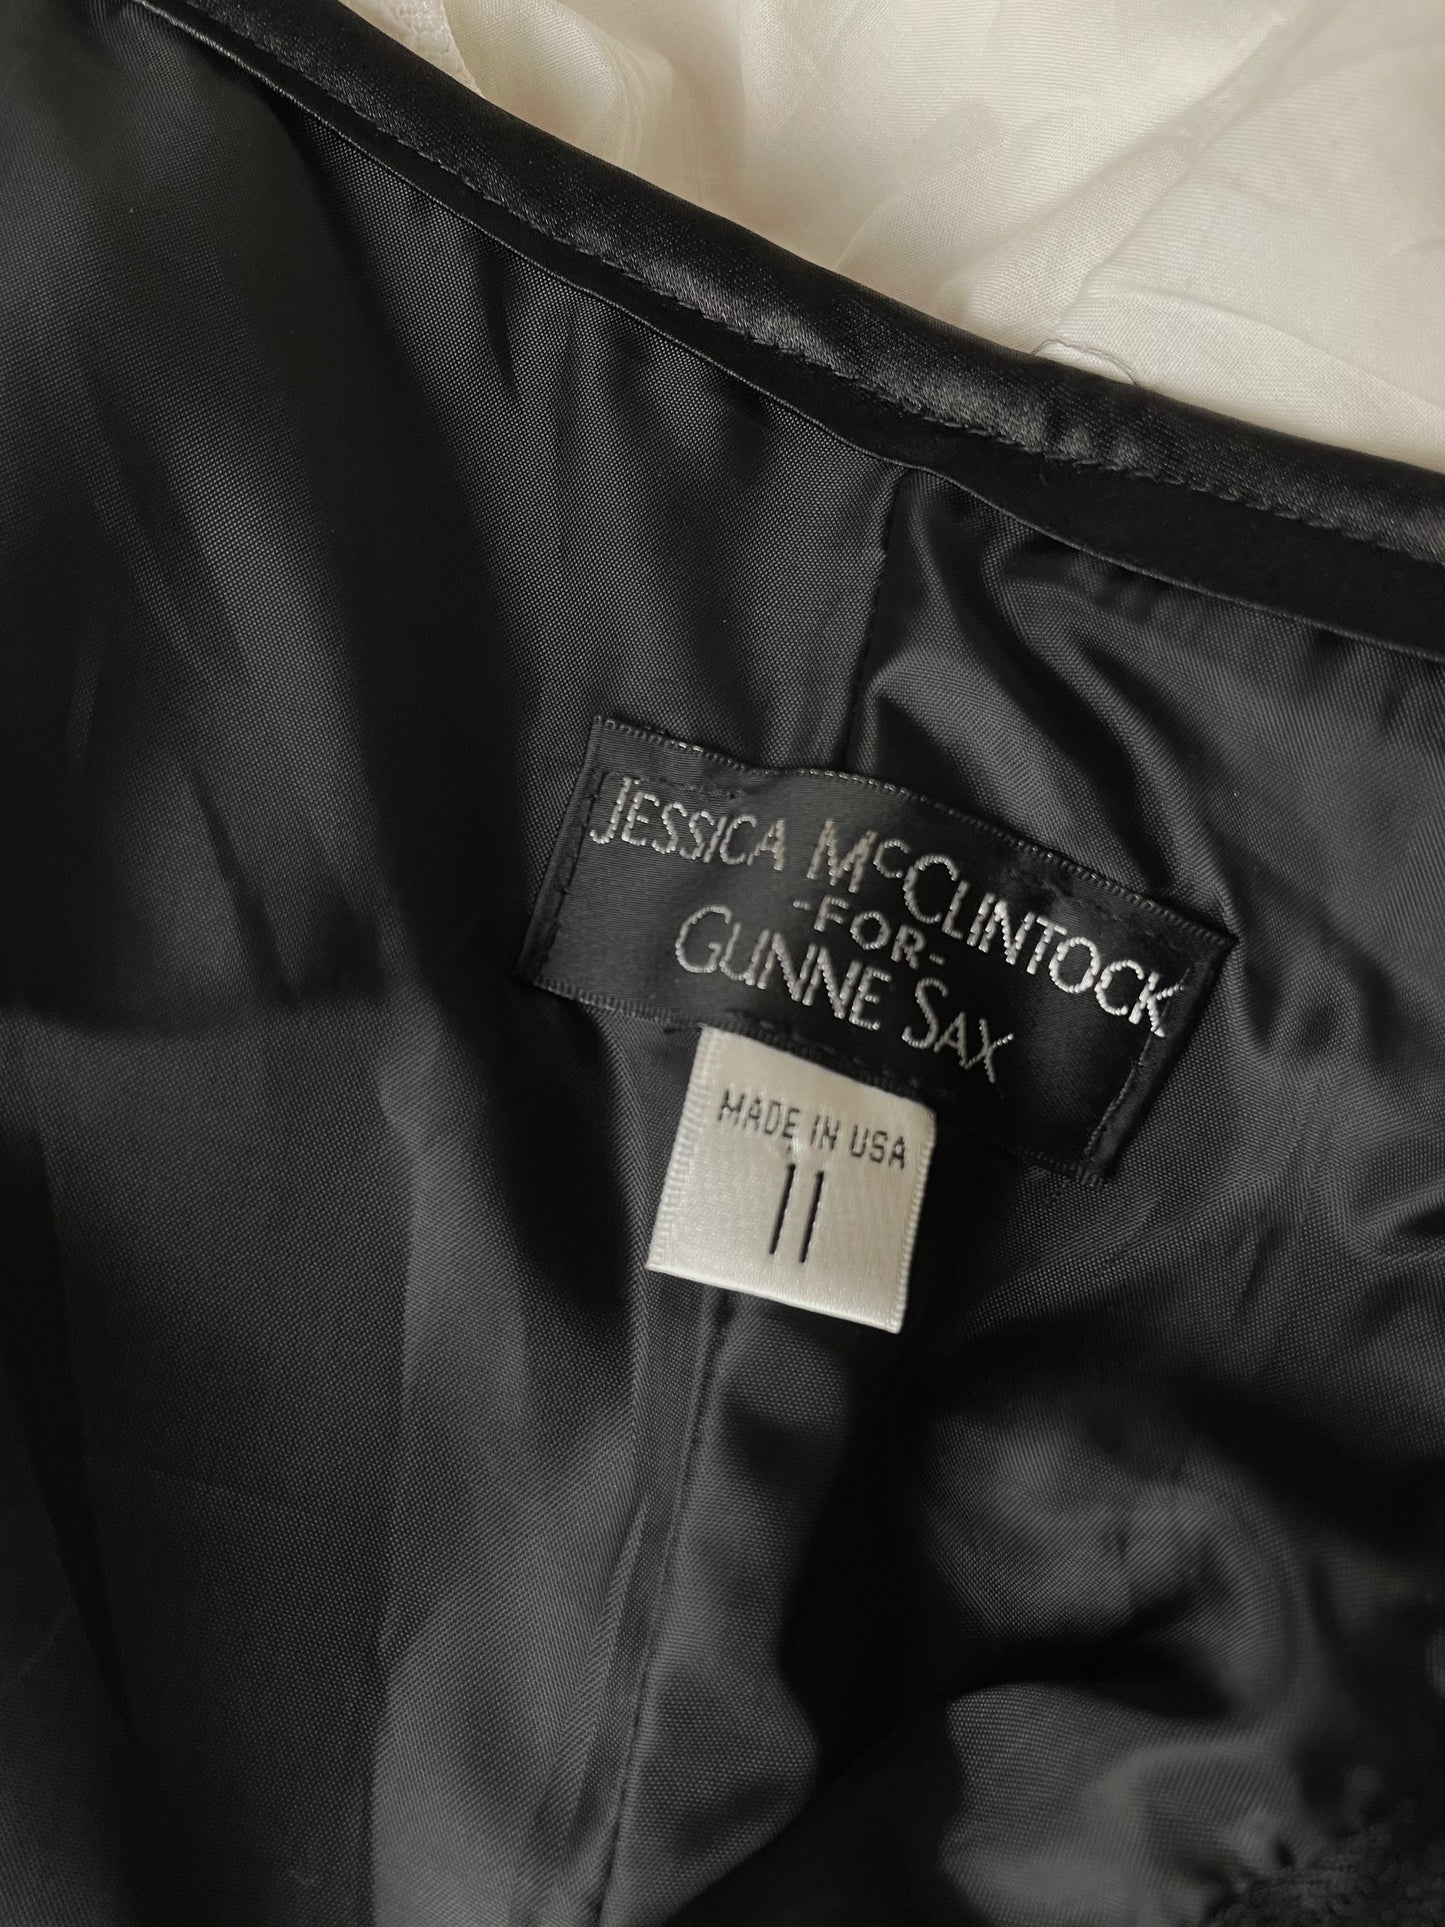 JESSICA McCLINTOCK
-FOR-
GUNNE SAX
MADE IN USA
11